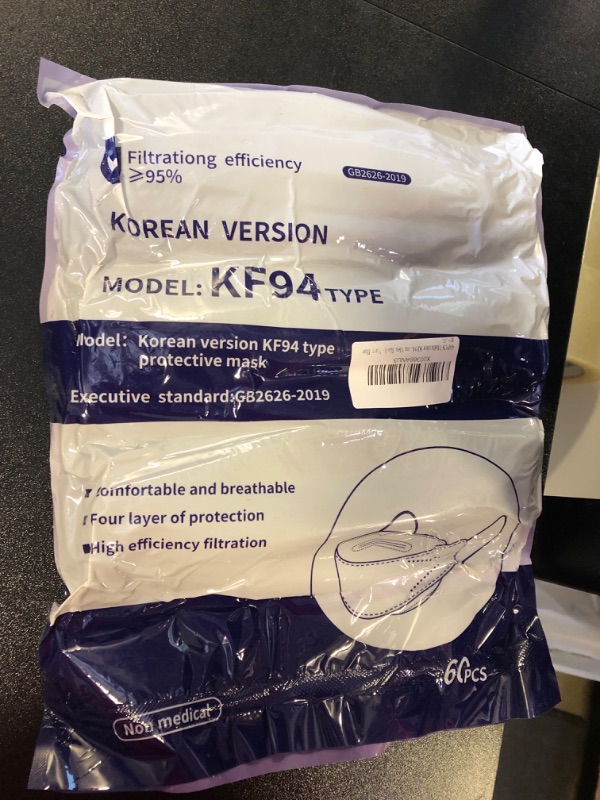 Filtrationg efficiency
≥95%
GB2626-2019
KOREAN VERSION
MODEL: KF94 TYPE
Model: Korean version KF94 type
protective mask
Executive standard:GB2626-2019
Comfortable and breathable
Four layer of protection
High efficiency filtration
60PCS
Non medical